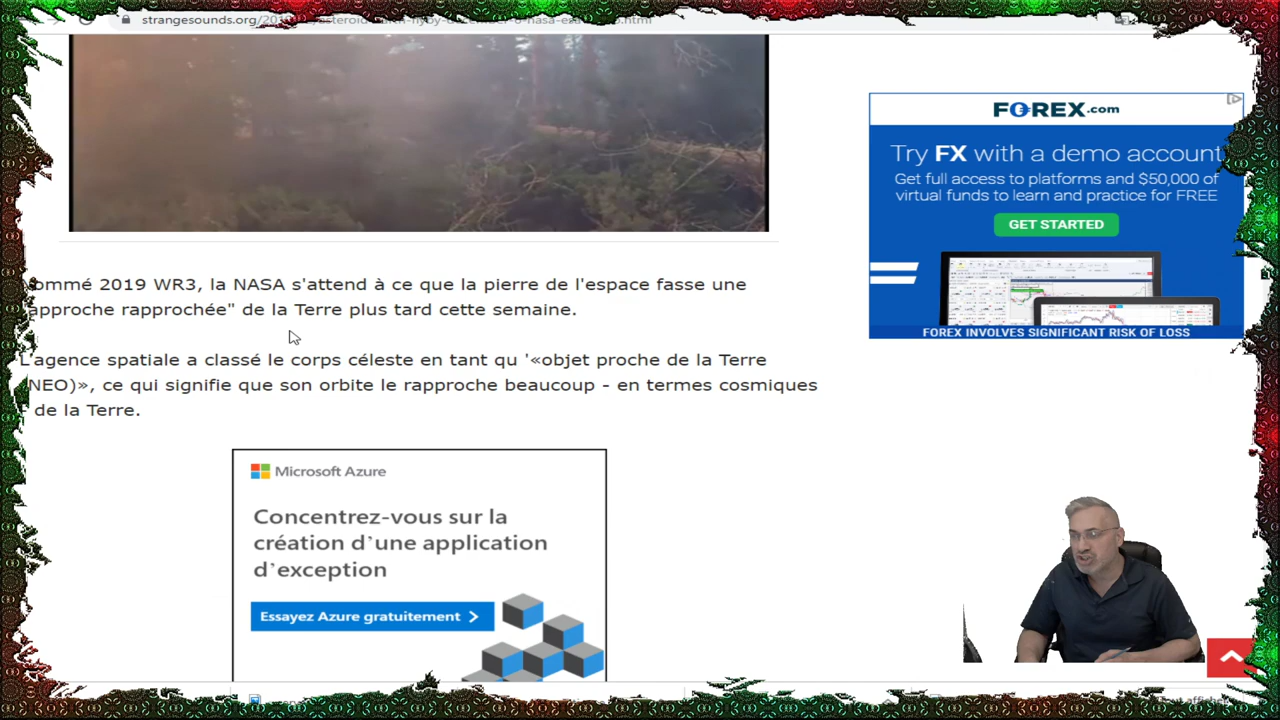 strangesounds.org/20
FOREX.com
Try FX with a demo account
Get full access to platforms and $50,000 of
virtual funds to learn and practice for FREE
GET STARTED
FOREX INVOLVES SIGNIFICANT RISK OF LOSS
ommé 2019 WR3, la NASA s'attend à ce que la pierre de l'espace fasse une
approche rapprochée" de la Terre plus tard cette semaine.
L'agence spatiale a classé le corps céleste en tant qu '«objet proche de la Terre
(NEO)», ce qui signifie que son orbite le rapproche beaucoup - en termes cosmiques
- de la Terre.
Microsoft Azure
Concentrez-vous sur la
création d'une application
d'exception
Essayez Azure gratuitement